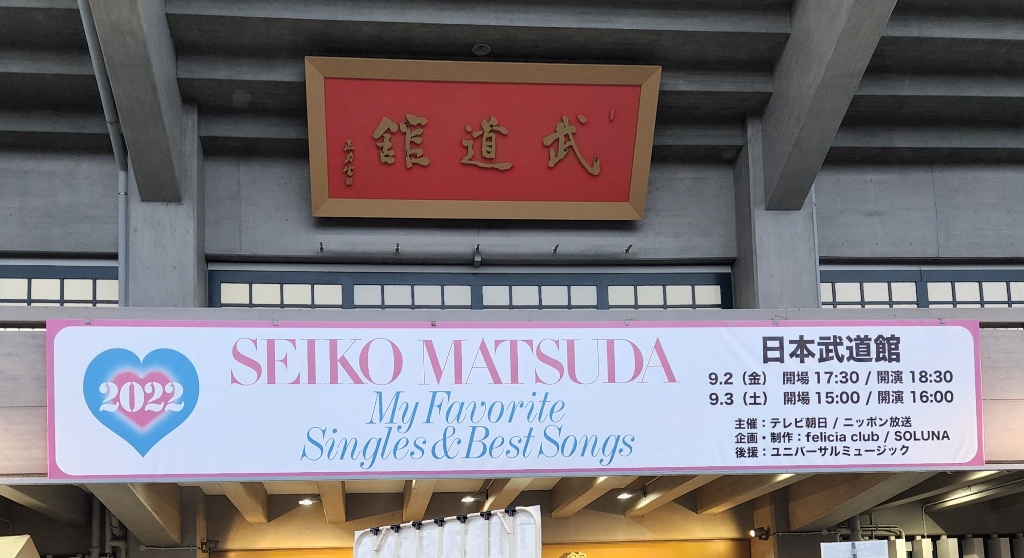 武道館
2022
SEIKO MATSUDA
My Favorite
Singles & Best Songs
日本武道館
9.2（金） 開場 17:30 / 開演 18:30
9.3（土） 開場 15:00 / 開演 16:00
主催：テレビ朝日 / ニッポン放送
企画・制作：felicia club / SOLUNA
後援：ユニバーサルミュージック